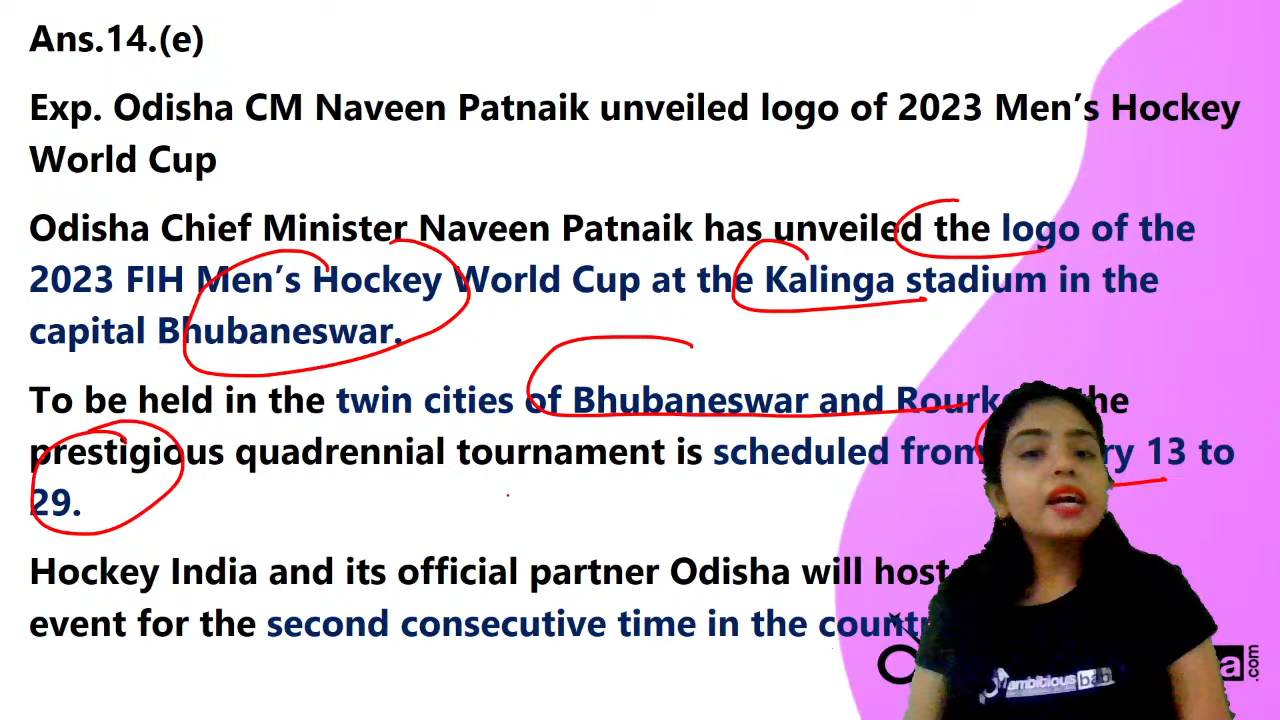 Ans.14.(e)
Exp. Odisha CM Naveen Patnaik unveiled logo of 2023 Men's Hockey
World Cup
Odisha Chief Minister Naveen Patnaik has unveiled the logo of the
2023 FIH Men's Hockey World Cup at the Kalinga stadium in the
capital Bhubaneswar.
To be held in the twin cities of Bhubaneswar and the
prestigious quadrennial tournament is scheduled from 13 to
29.
Hockey India and its official partner Odisha will host
event for the second consecutive time in the
ambitious
.com